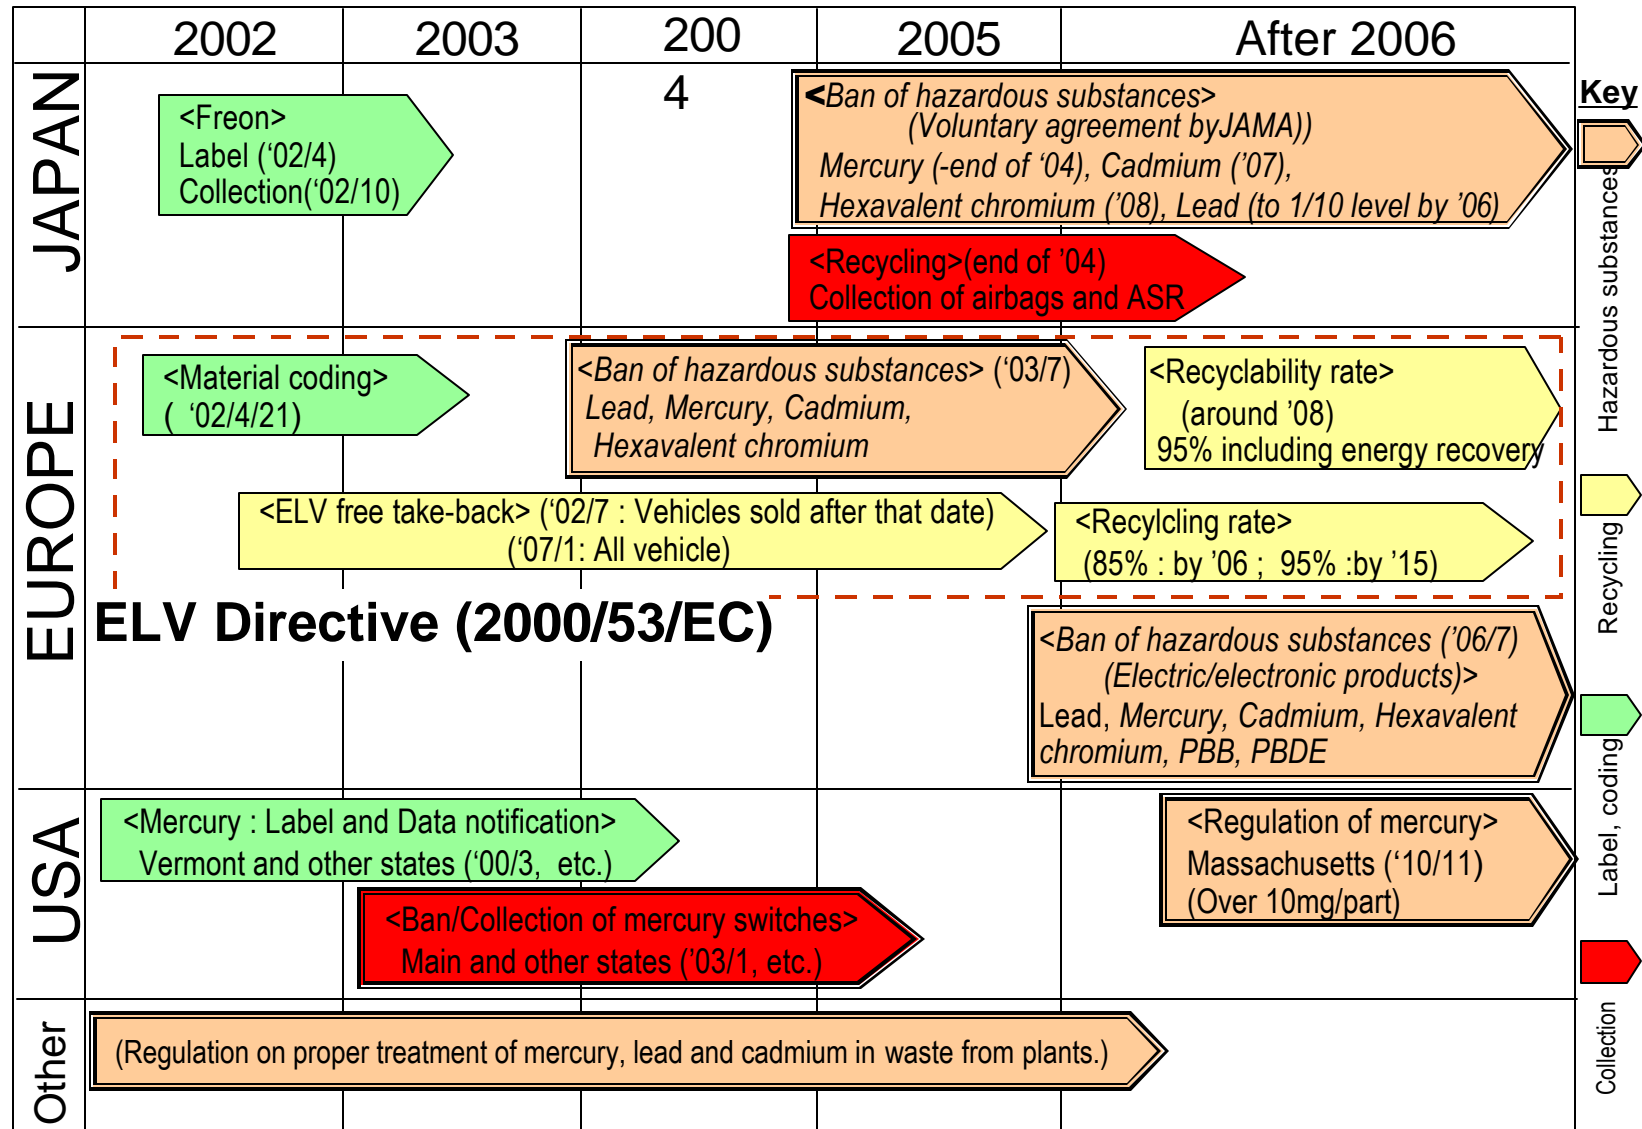 2002 2003 200 2005 After 2006
4
JAPAN
<Freon>
Label (‘02/4)
Collection(‘02/10)
<Ban of hazardous substances>
(Voluntary agreement byJAMA))
Mercury (-end of ‘04), Cadmium (’07),
Hexavalent chromium (’08), Lead (to 1/10 level by ’06)
<Recycling>(end of ’04)
Collection of airbags and ASR
EUROPE
<Material coding>
( ‘02/4/21)
<Ban of hazardous substances> (‘03/7)
Lead, Mercury, Cadmium,
Hexavalent chromium
<Recyclability rate>
(around ’08)
95% including energy recovery
<ELV free take-back> (‘02/7 : Vehicles sold after that date)
(‘07/1: All vehicle)
<Recylcling rate>
(85% : by ’06 ; 95% :by ’15)
ELV Directive (2000/53/EC)
<Ban of hazardous substances (’06/7)
(Electric/electronic products)>
Lead, Mercury, Cadmium, Hexavalent
chromium, PBB, PBDE
USA
<Mercury : Label and Data notification>
Vermont and other states (‘00/3, etc.)
<Ban/Collection of mercury switches>
Main and other states (’03/1, etc.)
<Regulation of mercury>
Massachusetts (‘10/11)
(Over 10mg/part)
Other
(Regulation on proper treatment of mercury, lead and cadmium in waste from plants.)
Key
Hazardous substances
Recycling
Label, coding
Collection